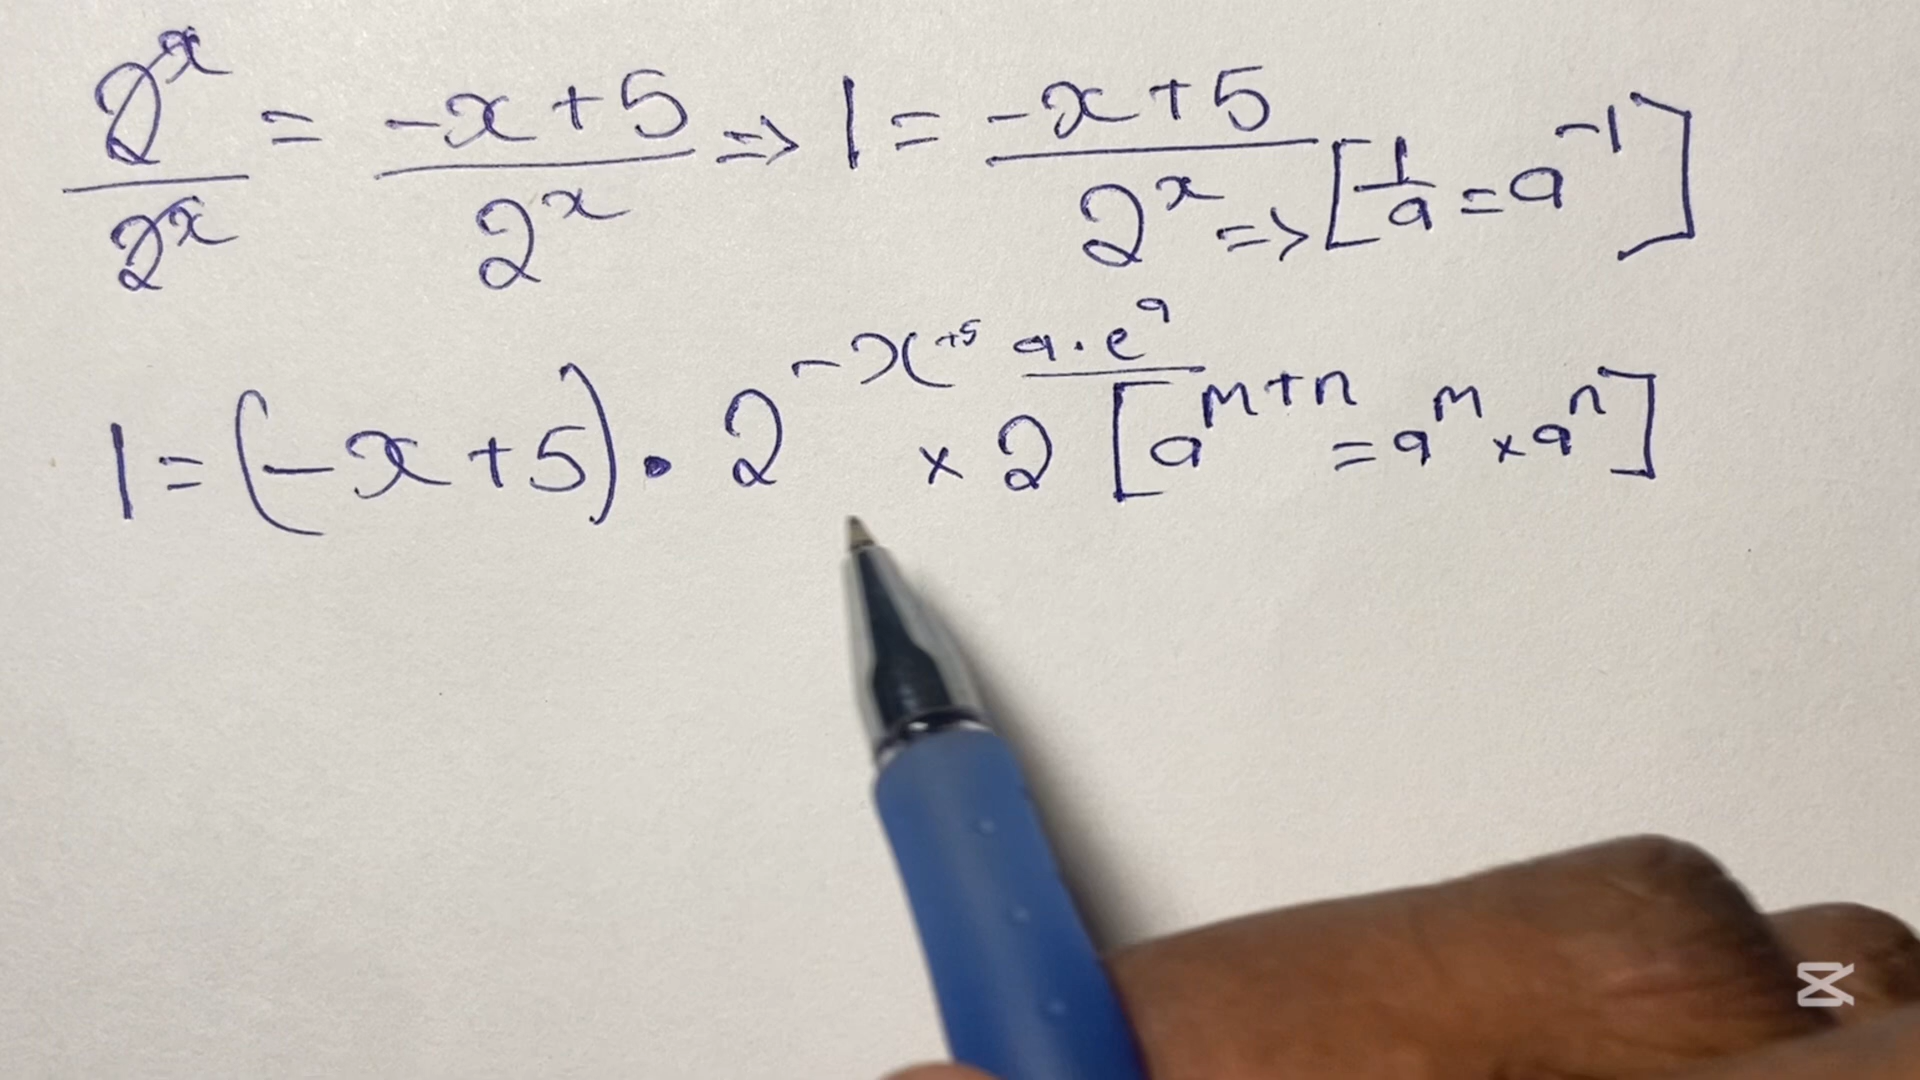 2^x/2^x = -x+5/2^x => 1 = -x+5/2^x => [1/a = a^-1]
a·e^a
1 = (-x+5) · 2^-x+5 × 2 [a^m+n = a^m × a^n]